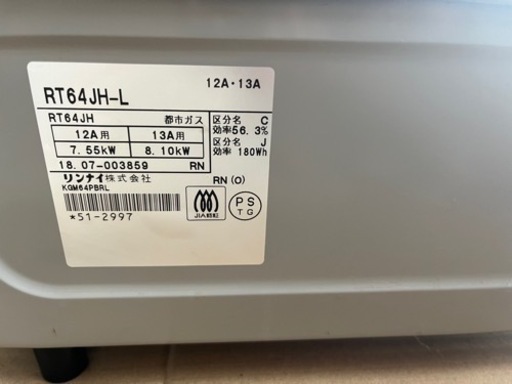 RT64JH-L 12A・13A
RT64JH 都市ガス
12A用 13A用
7.55kW 8.10kW
区分名 C
効率56.3%
区分名 J
効率 180Wh
18.07-003859 RN
リンナイ株式会社 RN(O)
KGM64PBRL
*51-2997
JIA
PS
TG